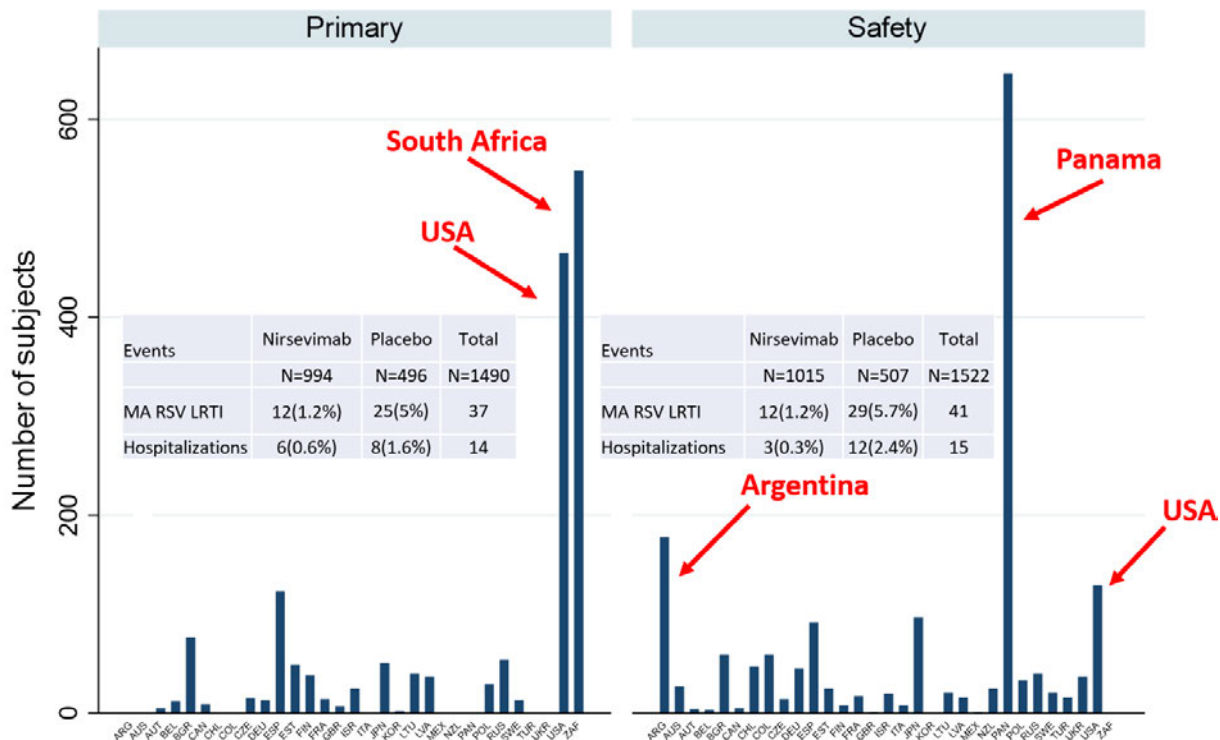 Primary
Safety
Number of subjects
600
400
200
0
South Africa
USA
Panama
Argentina
USA
Events Nirsevimab Placebo Total
N=994 N=496 N=1490
MA RSV LRTI 12(1.2%) 25(5%) 37
Hospitalizations 6(0.6%) 8(1.6%) 14
Events Nirsevimab Placebo Total
N=1015 N=507 N=1522
MA RSV LRTI 12(1.2%) 29(5.7%) 41
Hospitalizations 3(0.3%) 12(2.4%) 15
ARG AUS AUT BEL BGR CAN CHL COL CZE DEU ESP EST FIN FRA GBR ISR ITA JPN KOR LTU LVA MEX NZL PAN POL RUS SWE TUR UKR USA ZAF
ARG AUS AUT BEL BGR CAN CHL COL CZE DEU ESP EST FIN FRA GBR ISR ITA JPN KOR LTU LVA MEX NZL PAN POL RUS SWE TUR UKR USA ZAF